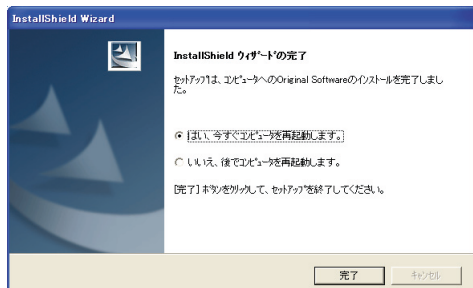 InstallShield Wizard
InstallShield ｳｨｻﾞｰﾄﾞの完了
ｾｯﾄｱｯﾌﾟは、ｺﾝﾋﾟｭｰﾀへのOriginal Softwareのｲﾝｽﾄｰﾙを完了しまし
た。
はい、今すぐｺﾝﾋﾟｭｰﾀを再起動します。
いいえ、後でｺﾝﾋﾟｭｰﾀを再起動します。
[完了] ﾎﾞﾀﾝをｸﾘｯｸして、ｾｯﾄｱｯﾌﾟを終了してください。
完了
ｷｬﾝｾﾙ